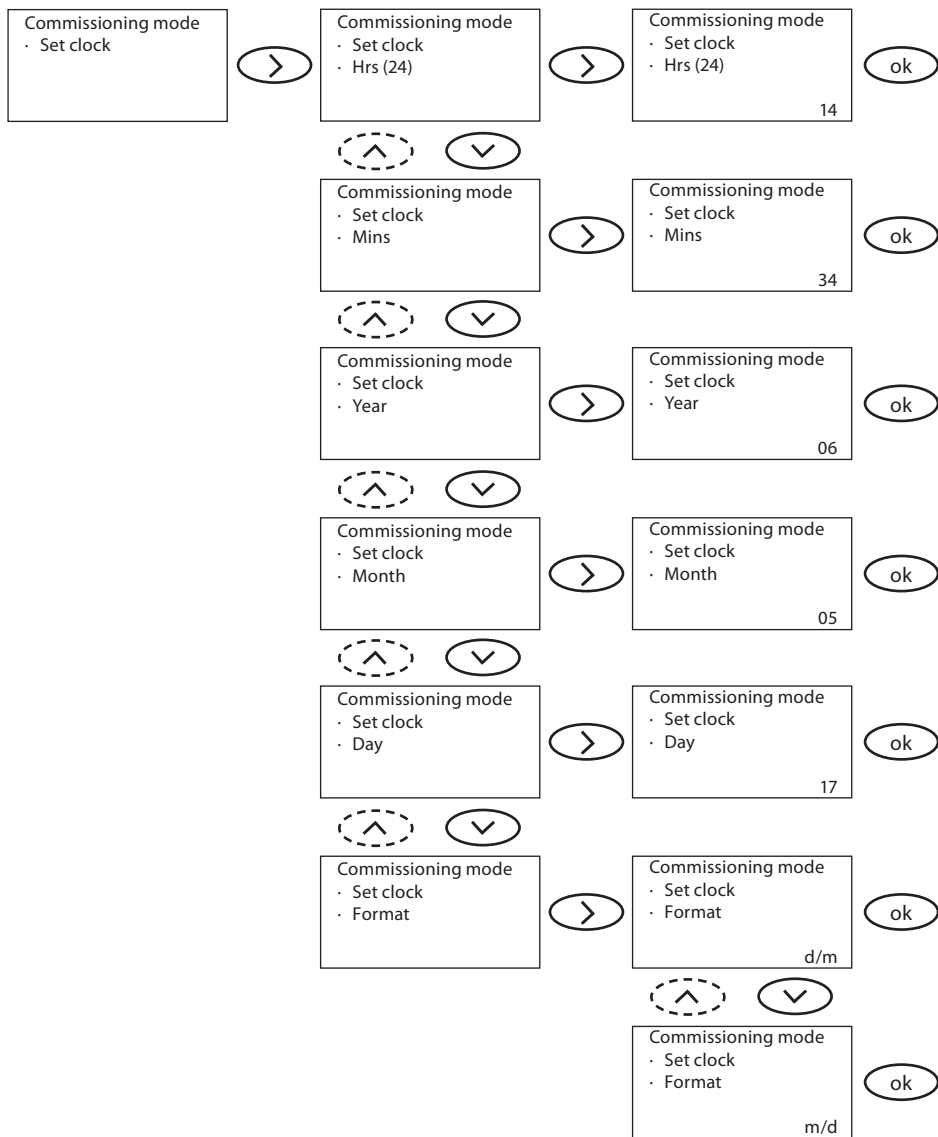 Commissioning mode
· Set clock
Commissioning mode
· Set clock
· Hrs (24)
Commissioning mode
· Set clock
· Hrs (24)
14
ok
Commissioning mode
· Set clock
· Mins
Commissioning mode
· Set clock
· Mins
34
ok
Commissioning mode
· Set clock
· Year
Commissioning mode
· Set clock
· Year
06
ok
Commissioning mode
· Set clock
· Month
Commissioning mode
· Set clock
· Month
05
ok
Commissioning mode
· Set clock
· Day
Commissioning mode
· Set clock
· Day
17
ok
Commissioning mode
· Set clock
· Format
Commissioning mode
· Set clock
· Format
d/m
ok
Commissioning mode
· Set clock
· Format
m/d
ok